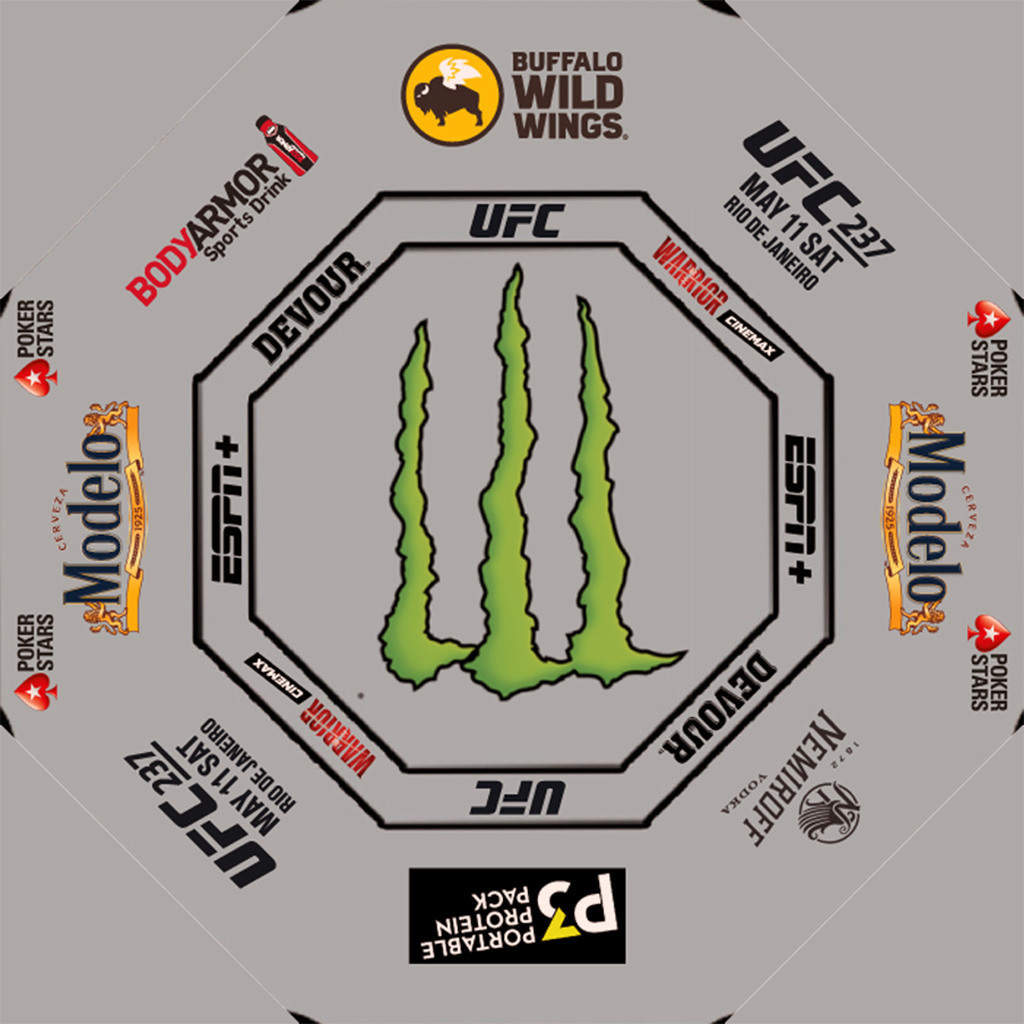 BUFFALO
WILD
WINGS
BODYARMOR
Sports Drink
UFC 237
MAY 11 SAT
RIO DE JANEIRO
UFC
DEVOUR
WARRIOR
CINEMAX
POKER
STARS
POKER
STARS
CERVEZA
Modelo
1925
ESPN+
ESPN+
CERVEZA
Modelo
1925
POKER
STARS
POKER
STARS
CINEMAX
WARRIOR
DEVOUR
UFC
UFC 237
MAY 11 SAT
RIO DE JANEIRO
1872
NEMIROFF
VODKA
P3
PORTABLE
PROTEIN
PACK